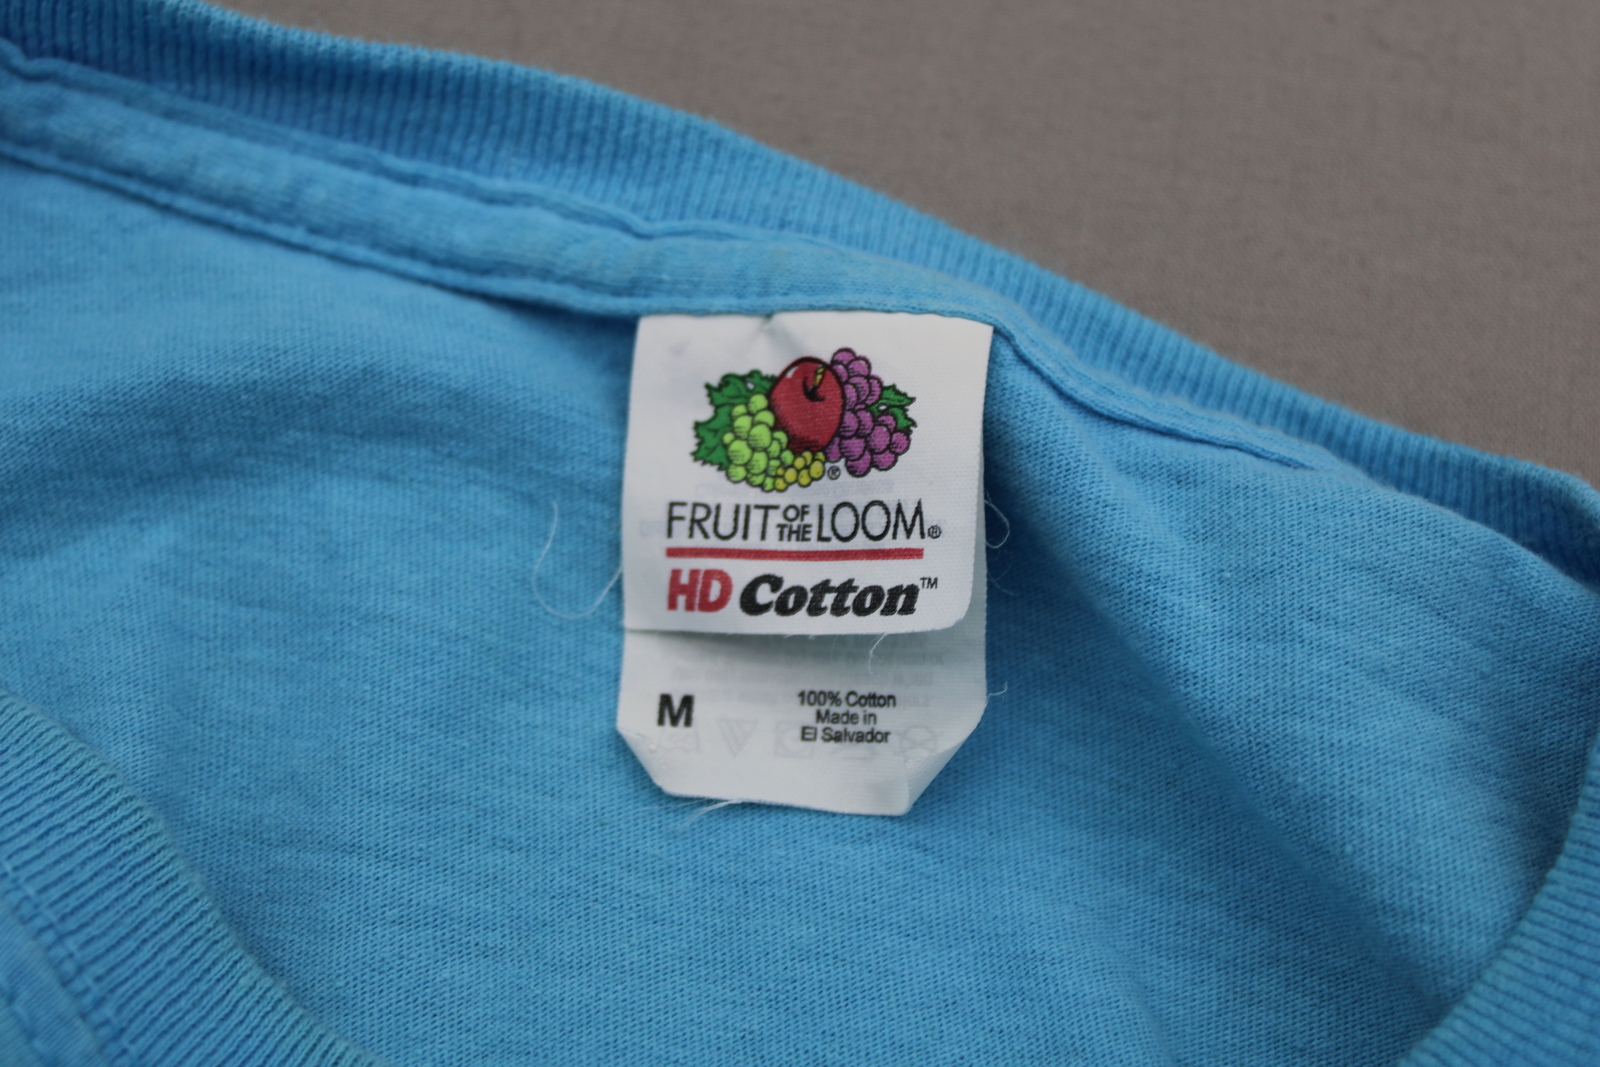 FRUIT OF THE LOOM®
HD Cotton™
M
100% Cotton
Made in
El Salvador